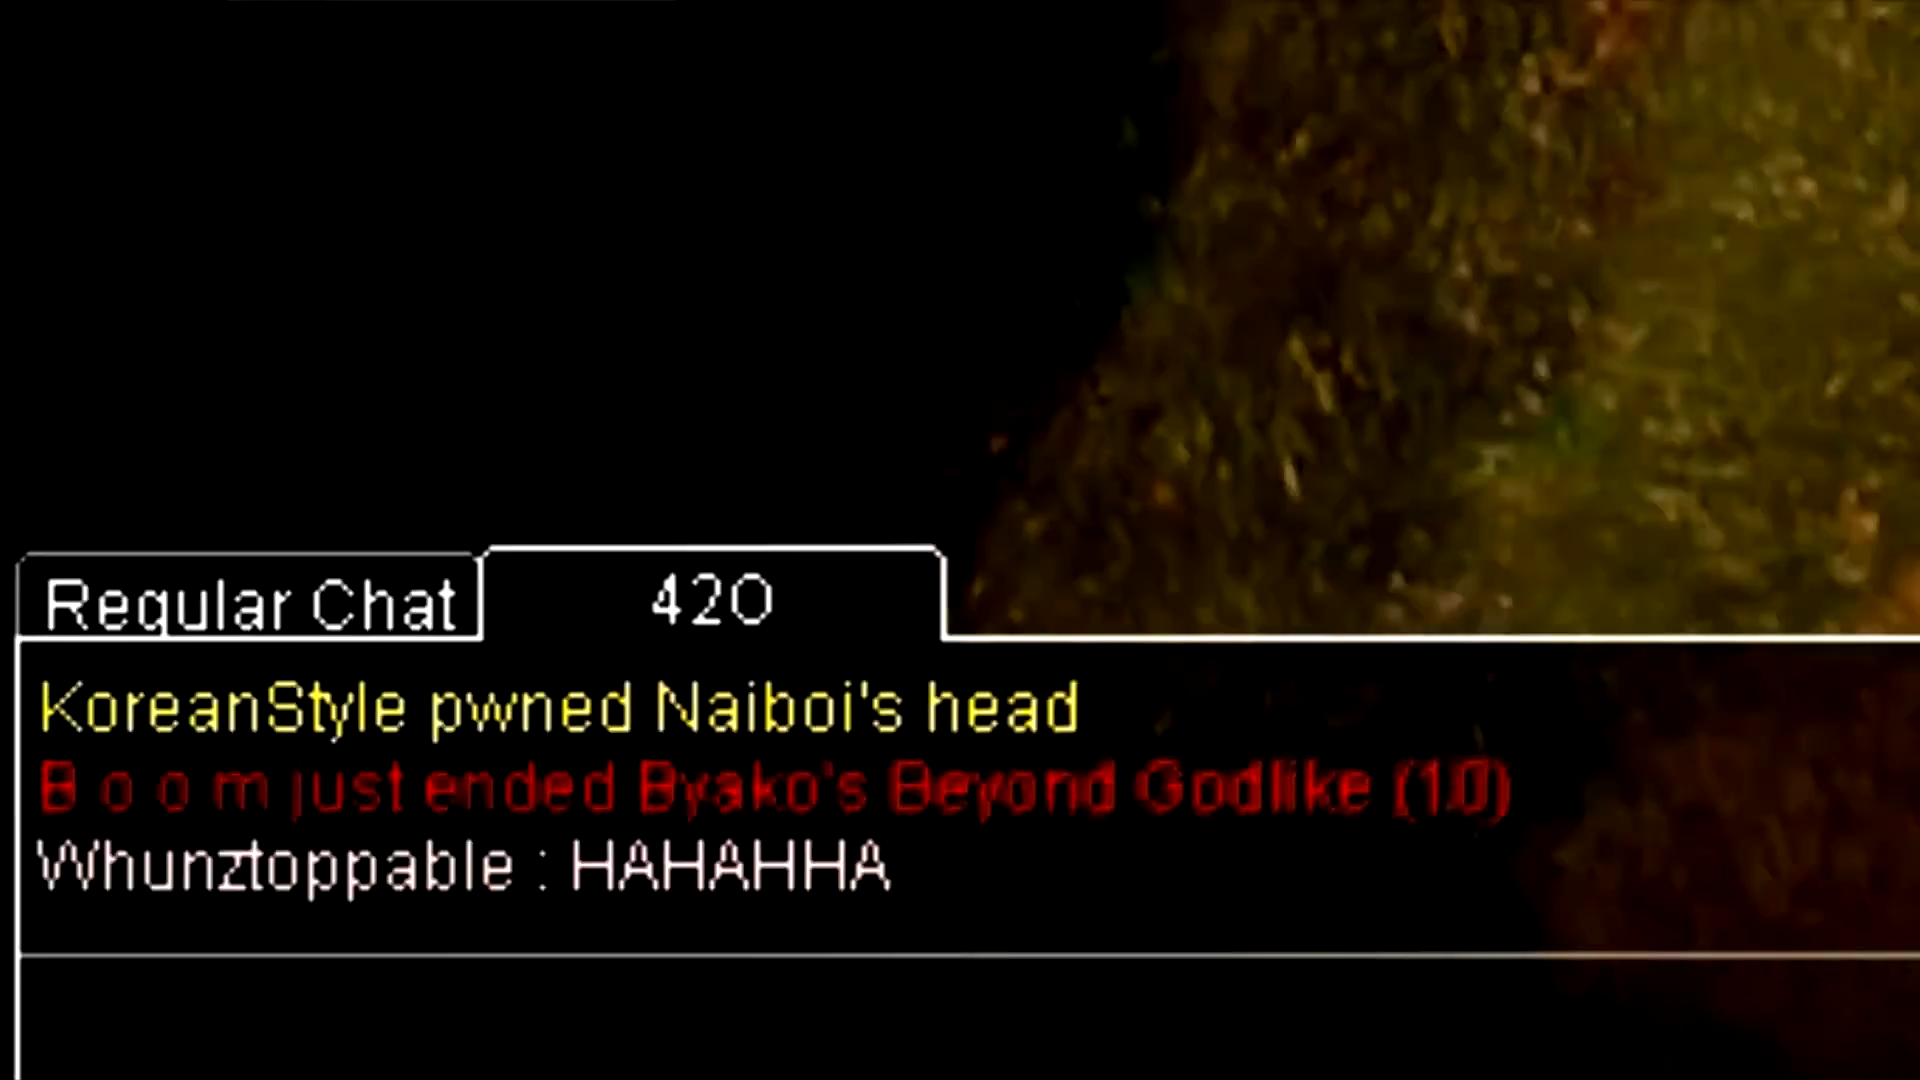 Regular Chat
420
KoreanStyle pwned Naiboi's head
B o o m just ended Byako's Beyond Godlike (10)
Whunztoppable : HAHAHHA